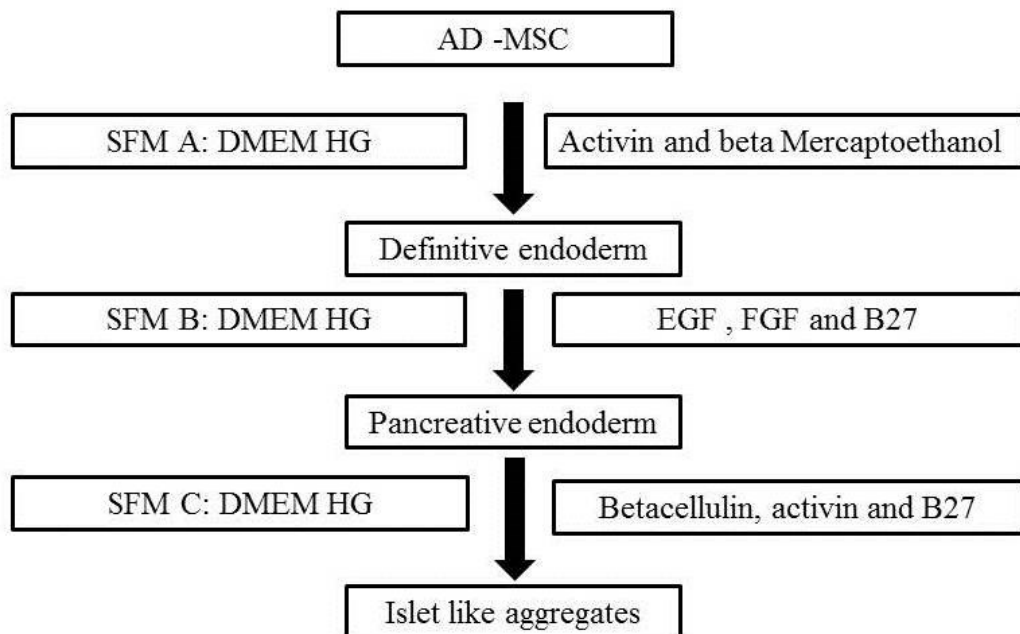 AD -MSC
SFM A: DMEM HG
Activin and beta Mercaptoethanol
Definitive endoderm
SFM B: DMEM HG
EGF , FGF and B27
Pancreative endoderm
SFM C: DMEM HG
Betacellulin, activin and B27
Islet like aggregates